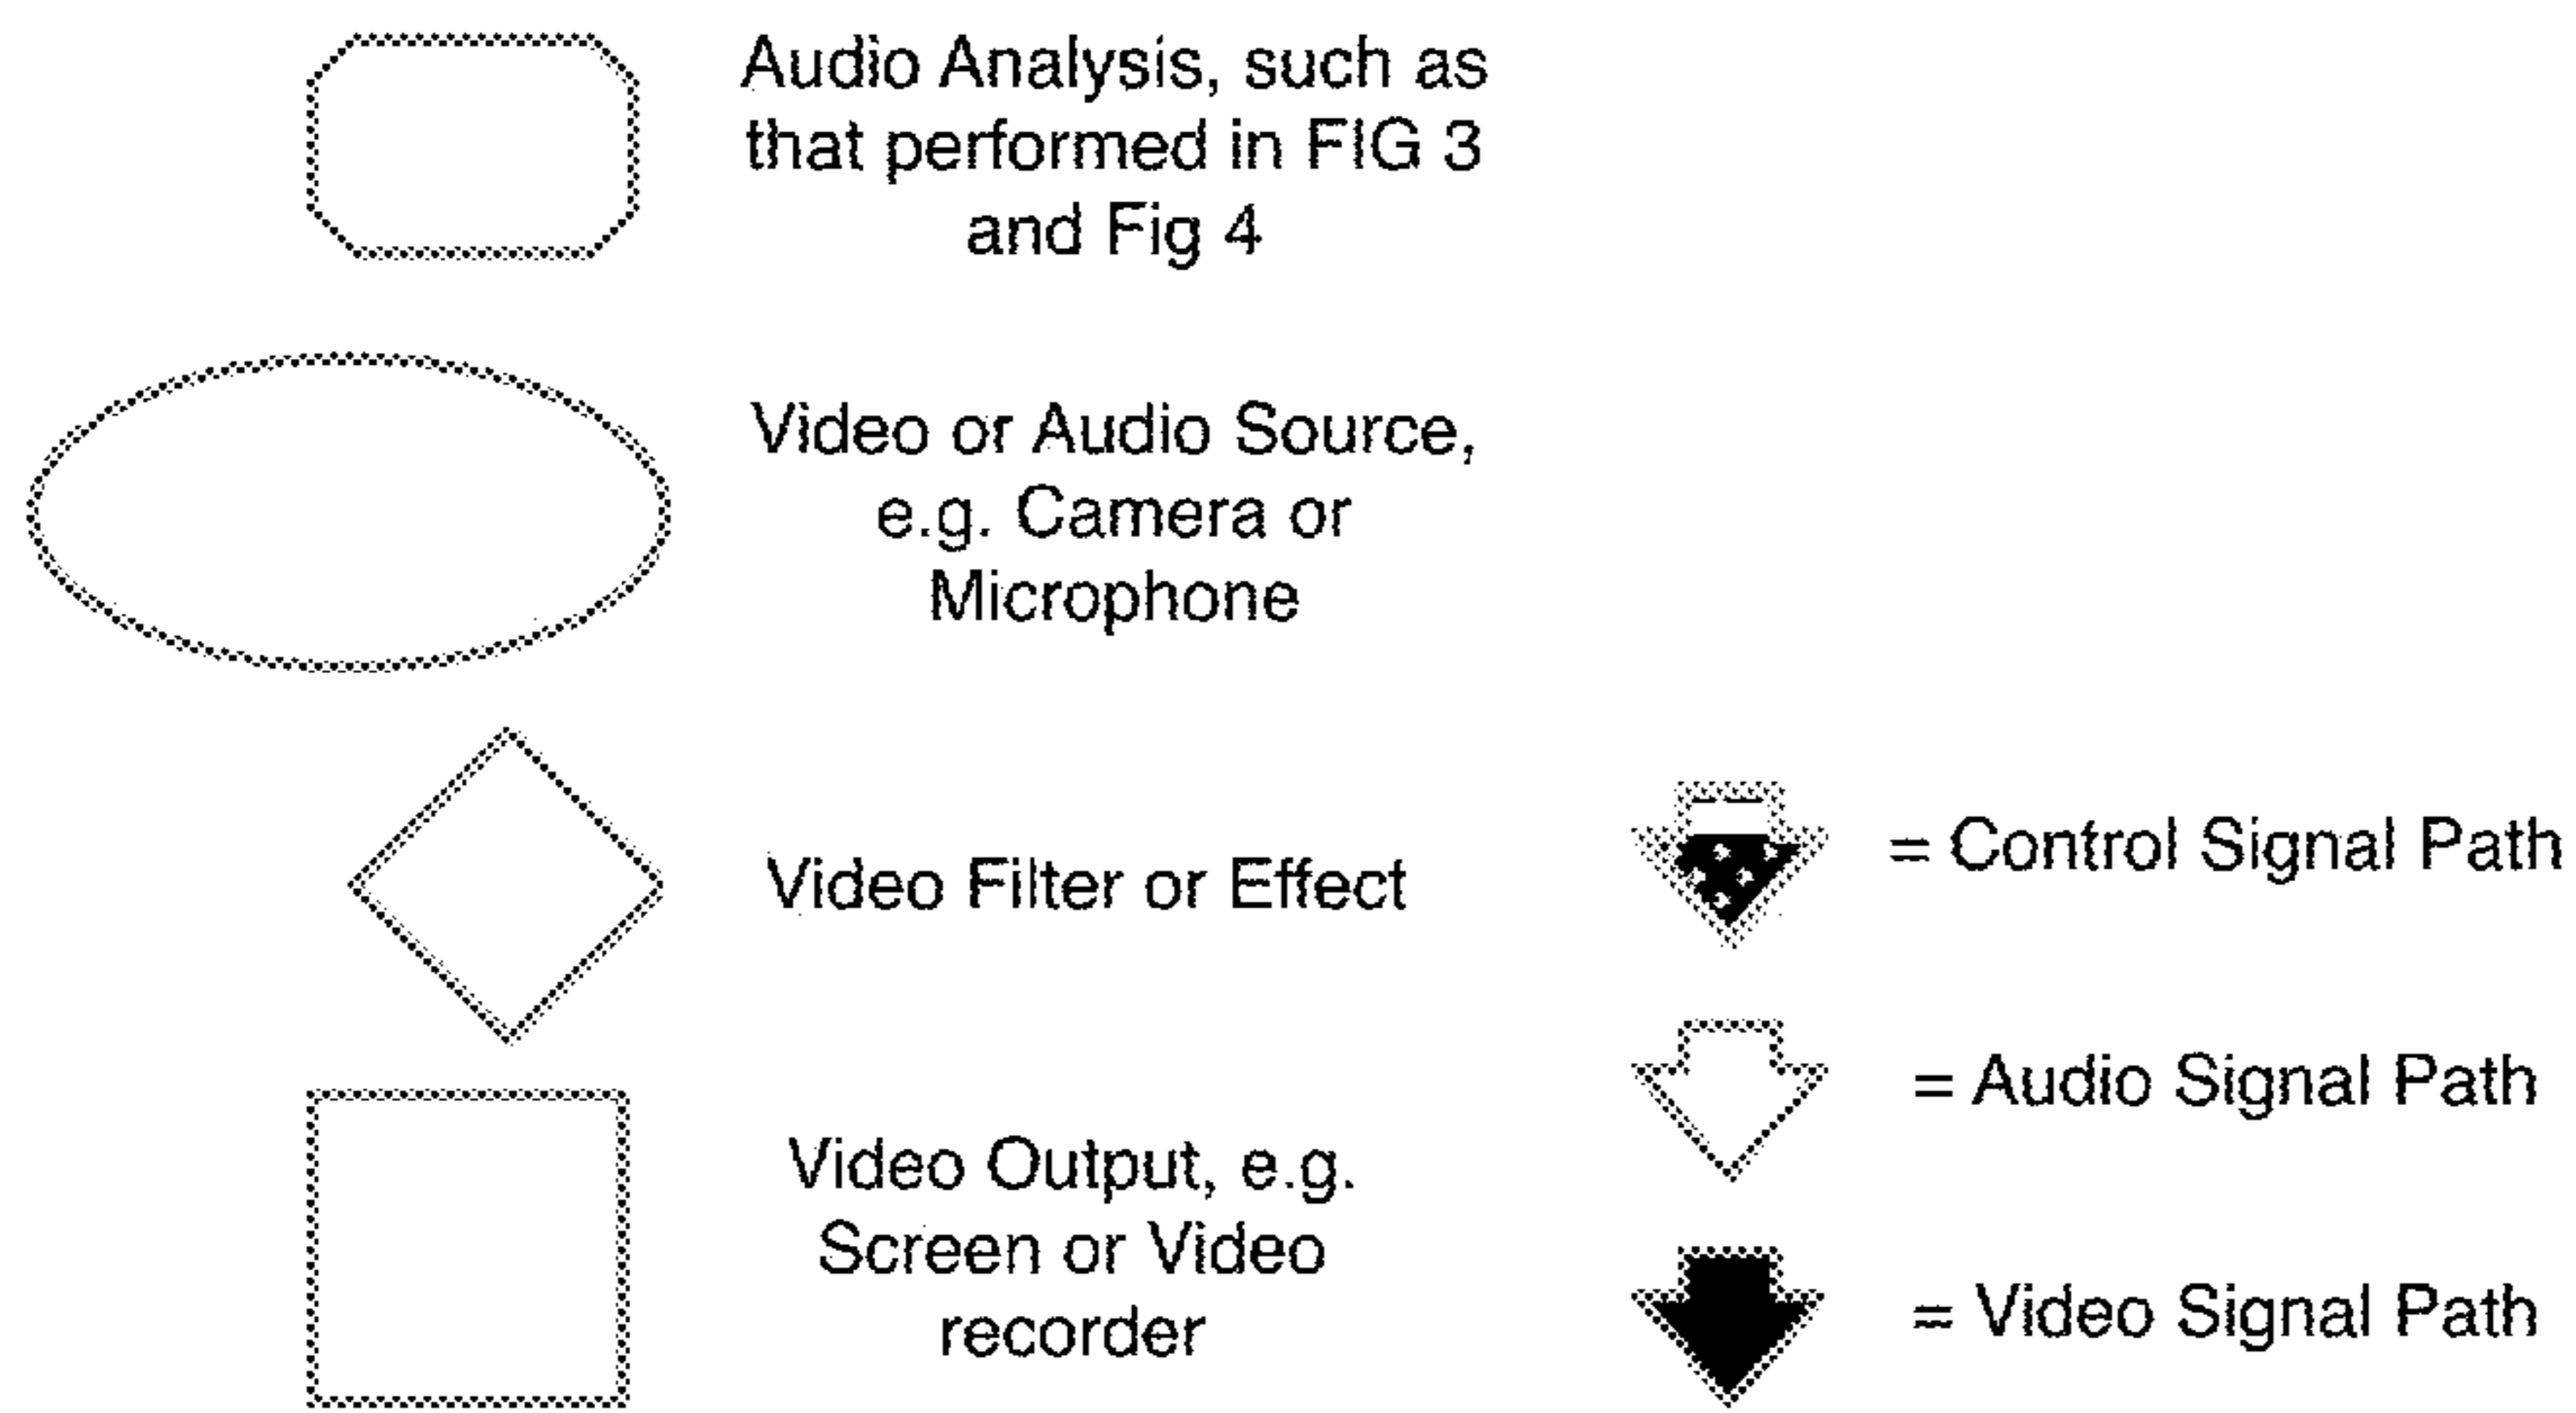 Audio Analysis, such as
that performed in FIG 3
and Fig 4
Video or Audio Source,
e.g. Camera or
Microphone
Video Filter or Effect
Video Output, e.g.
Screen or Video
recorder
= Control Signal Path
= Audio Signal Path
= Video Signal Path